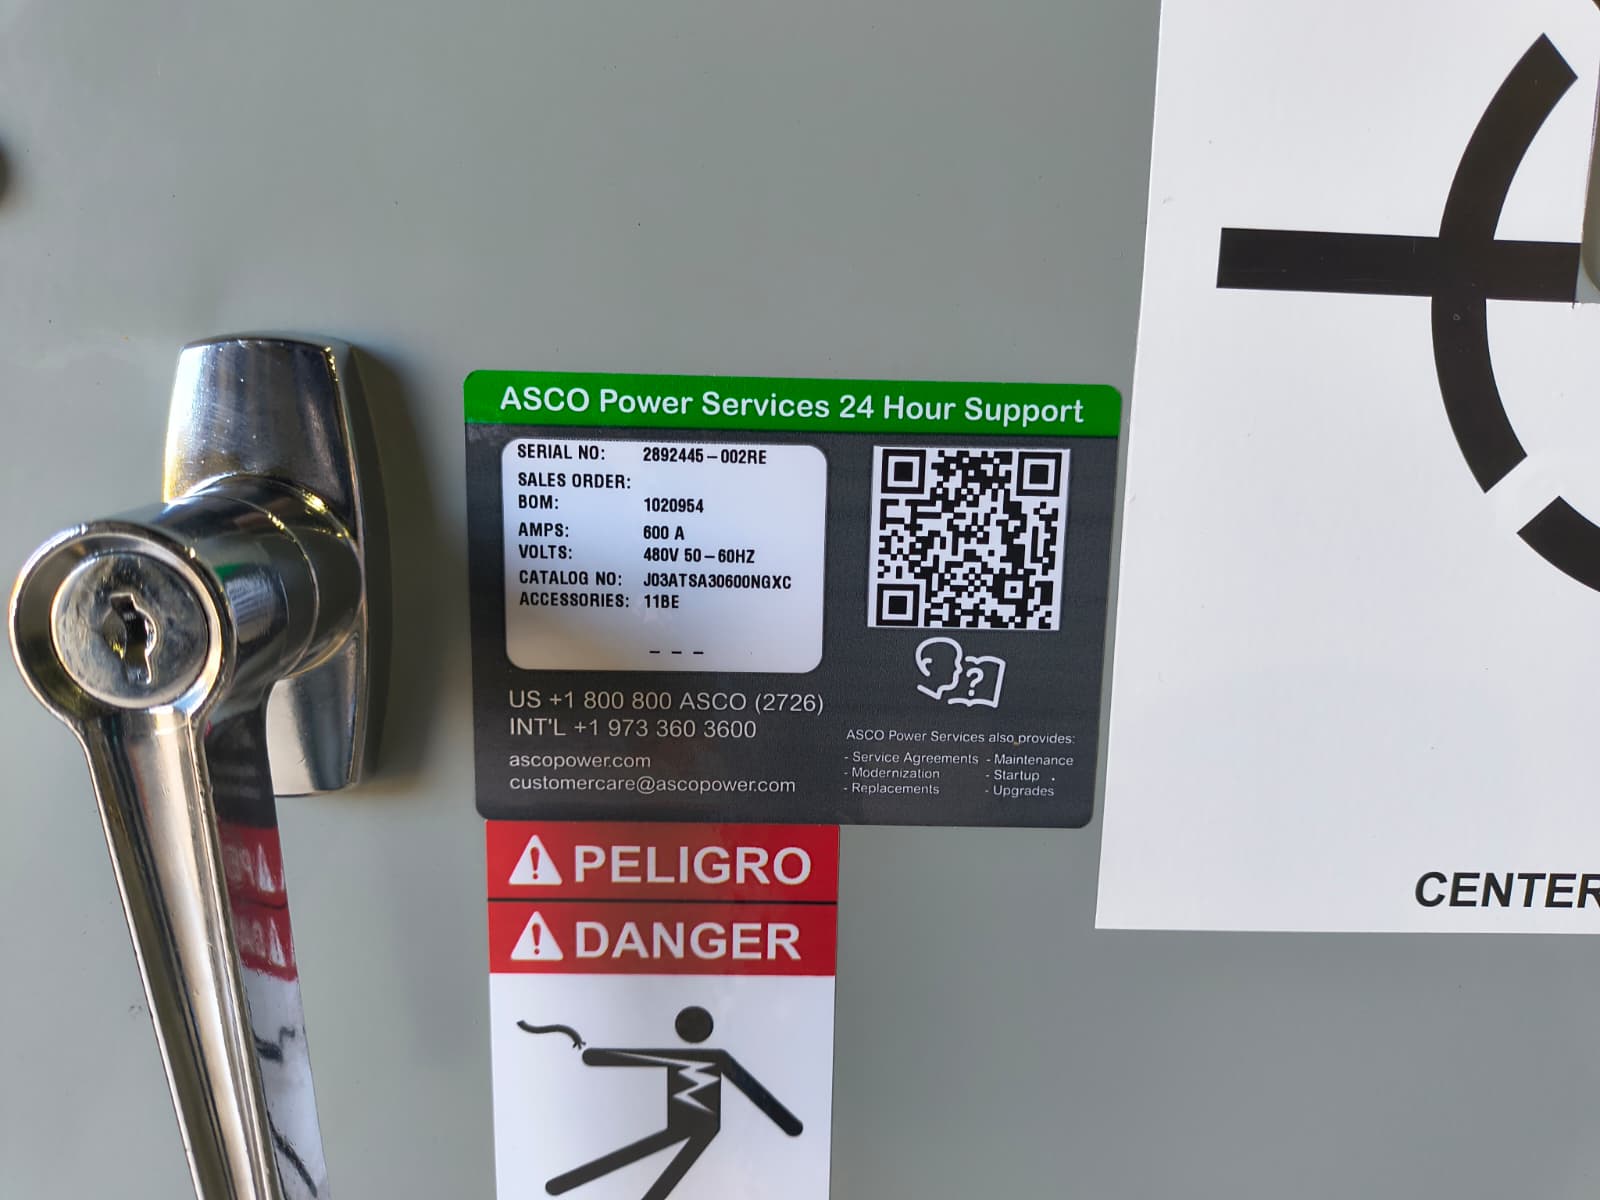 ASCO Power Services 24 Hour Support
SERIAL NO: 2892445-002RE
SALES ORDER:
BOM: 1020954
AMPS: 600 A
VOLTS: 480V 50-60HZ
CATALOG NO: J03ATSA30600NGXC
ACCESSORIES: 11BE
- - -
US +1 800 800 ASCO (2726)
INT'L +1 973 360 3600
ascopower.com
customercare@ascopower.com
?
ASCO Power Services also provides:
- Service Agreements - Maintenance
- Modernization - Startup
- Replacements - Upgrades
PELIGRO
DANGER
CENTER